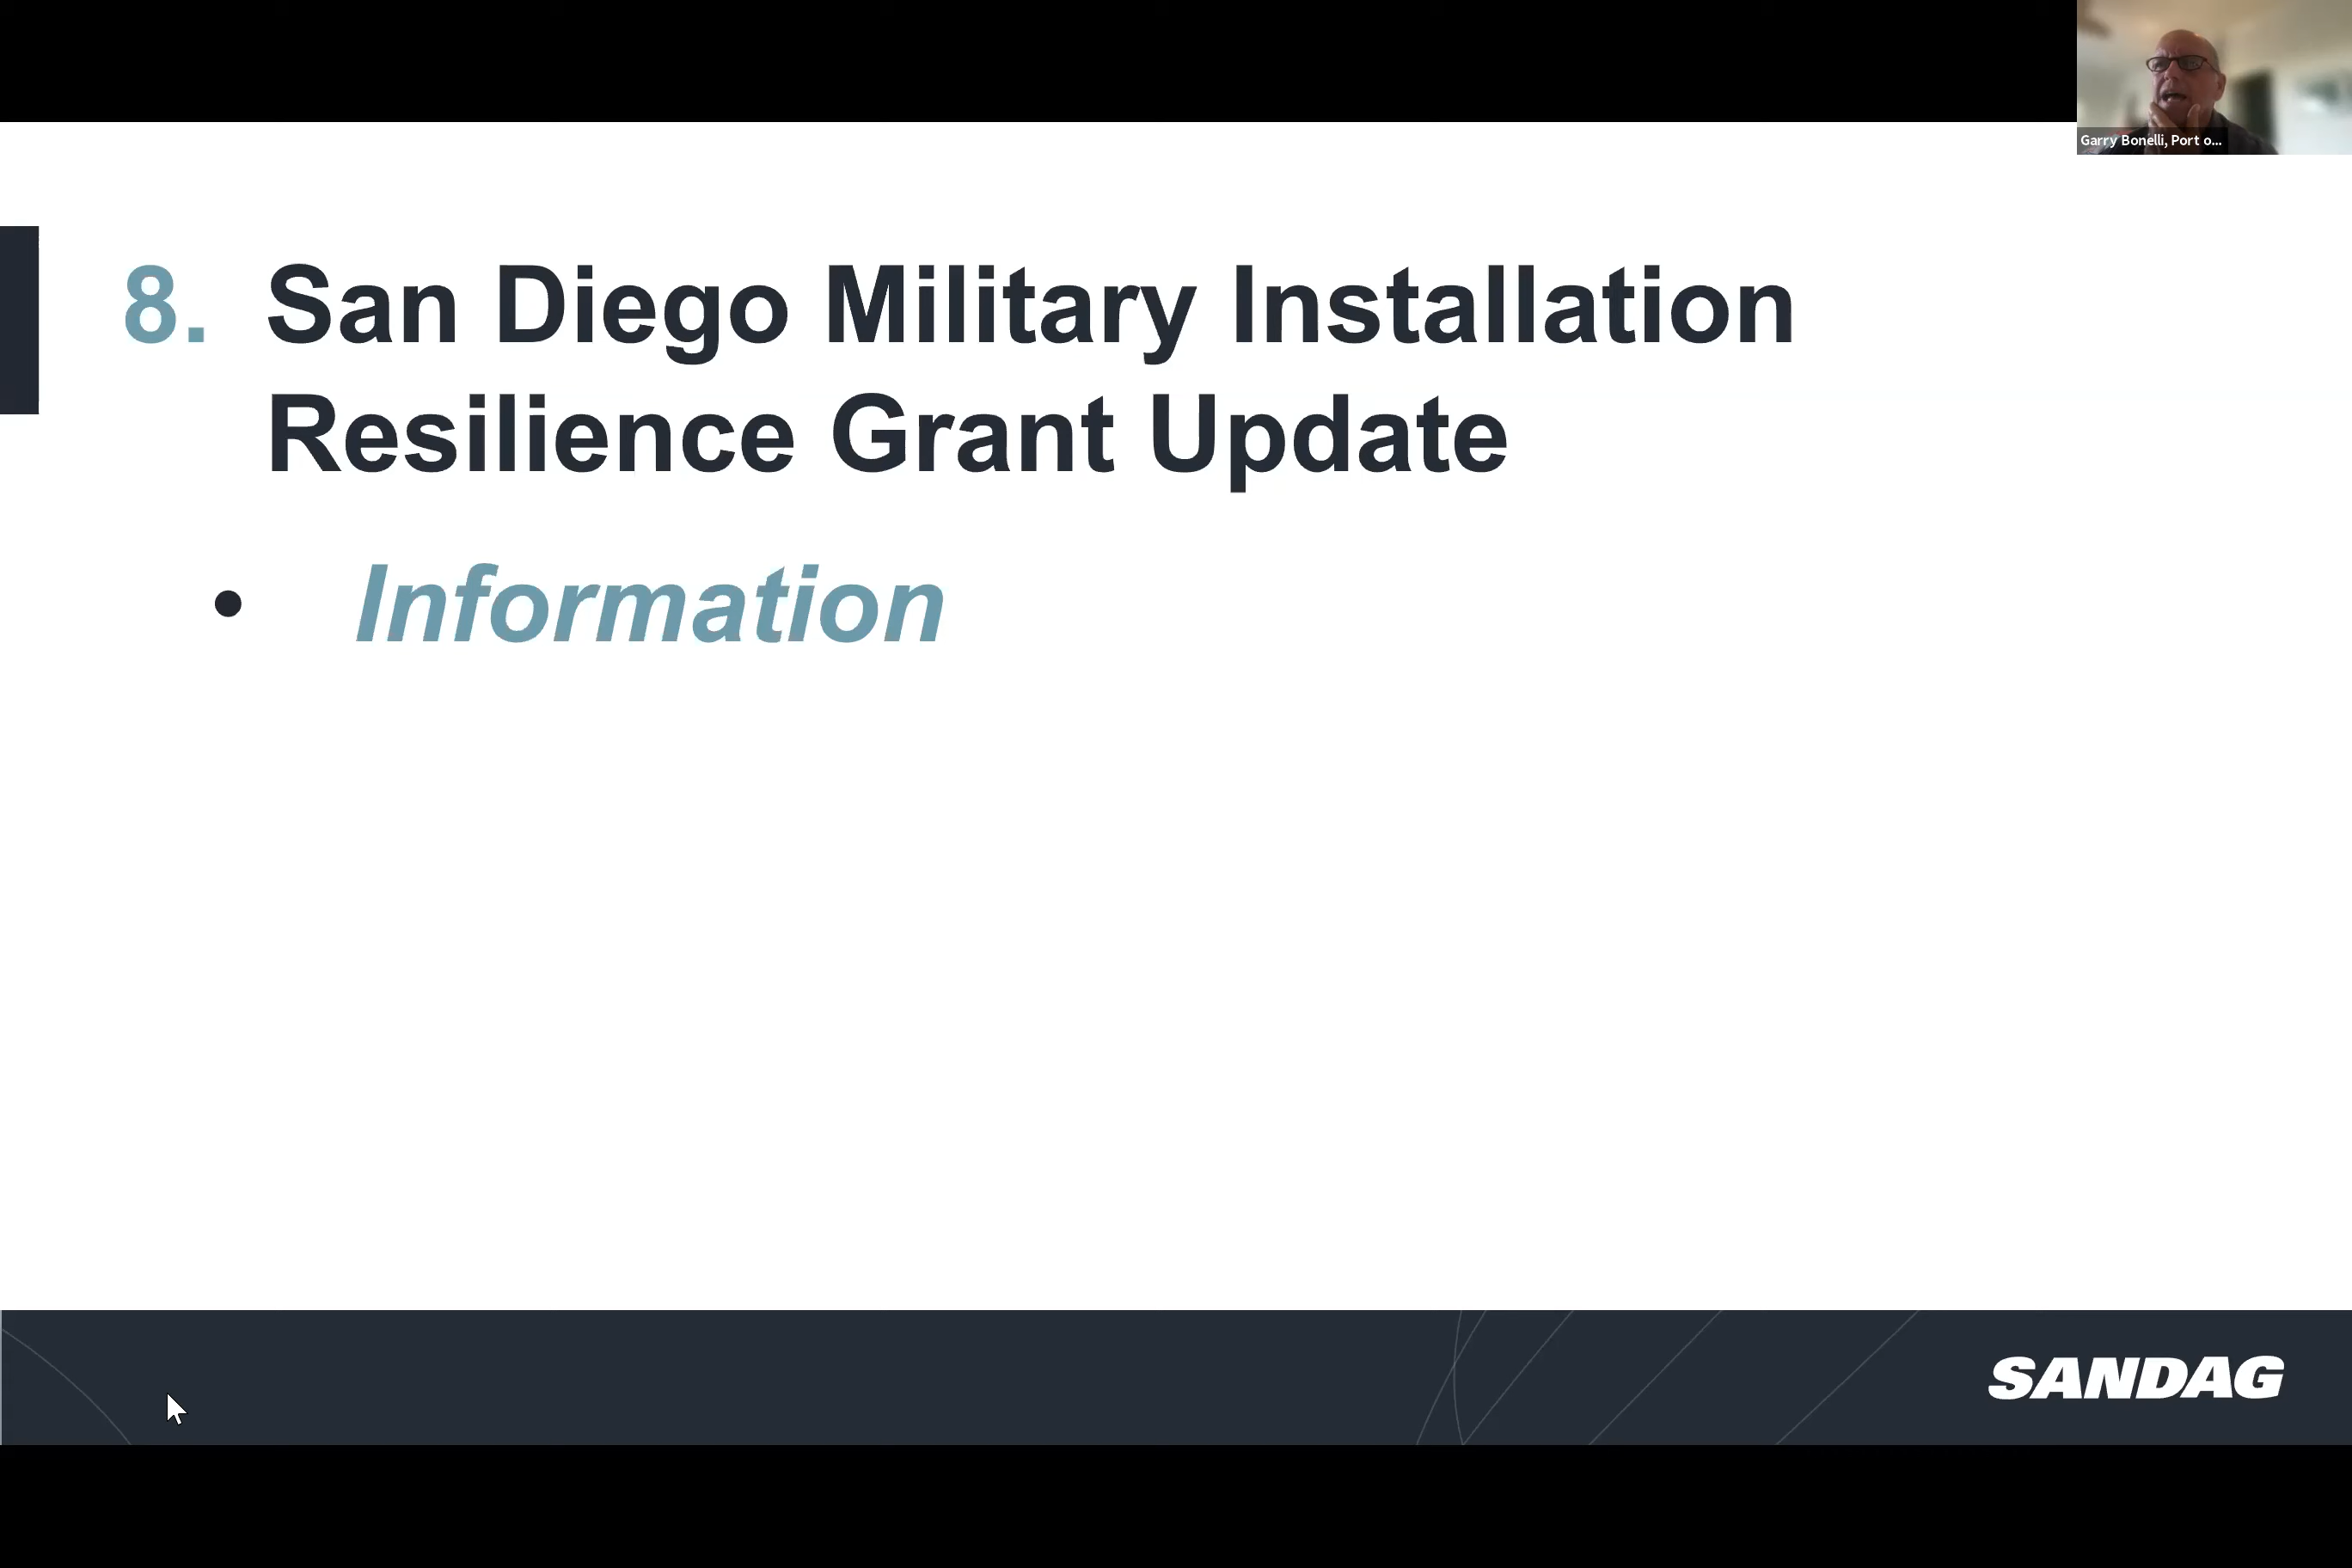 Garry Bonelli, Port o...
8. San Diego Military Installation
Resilience Grant Update
• Information
SANDAG